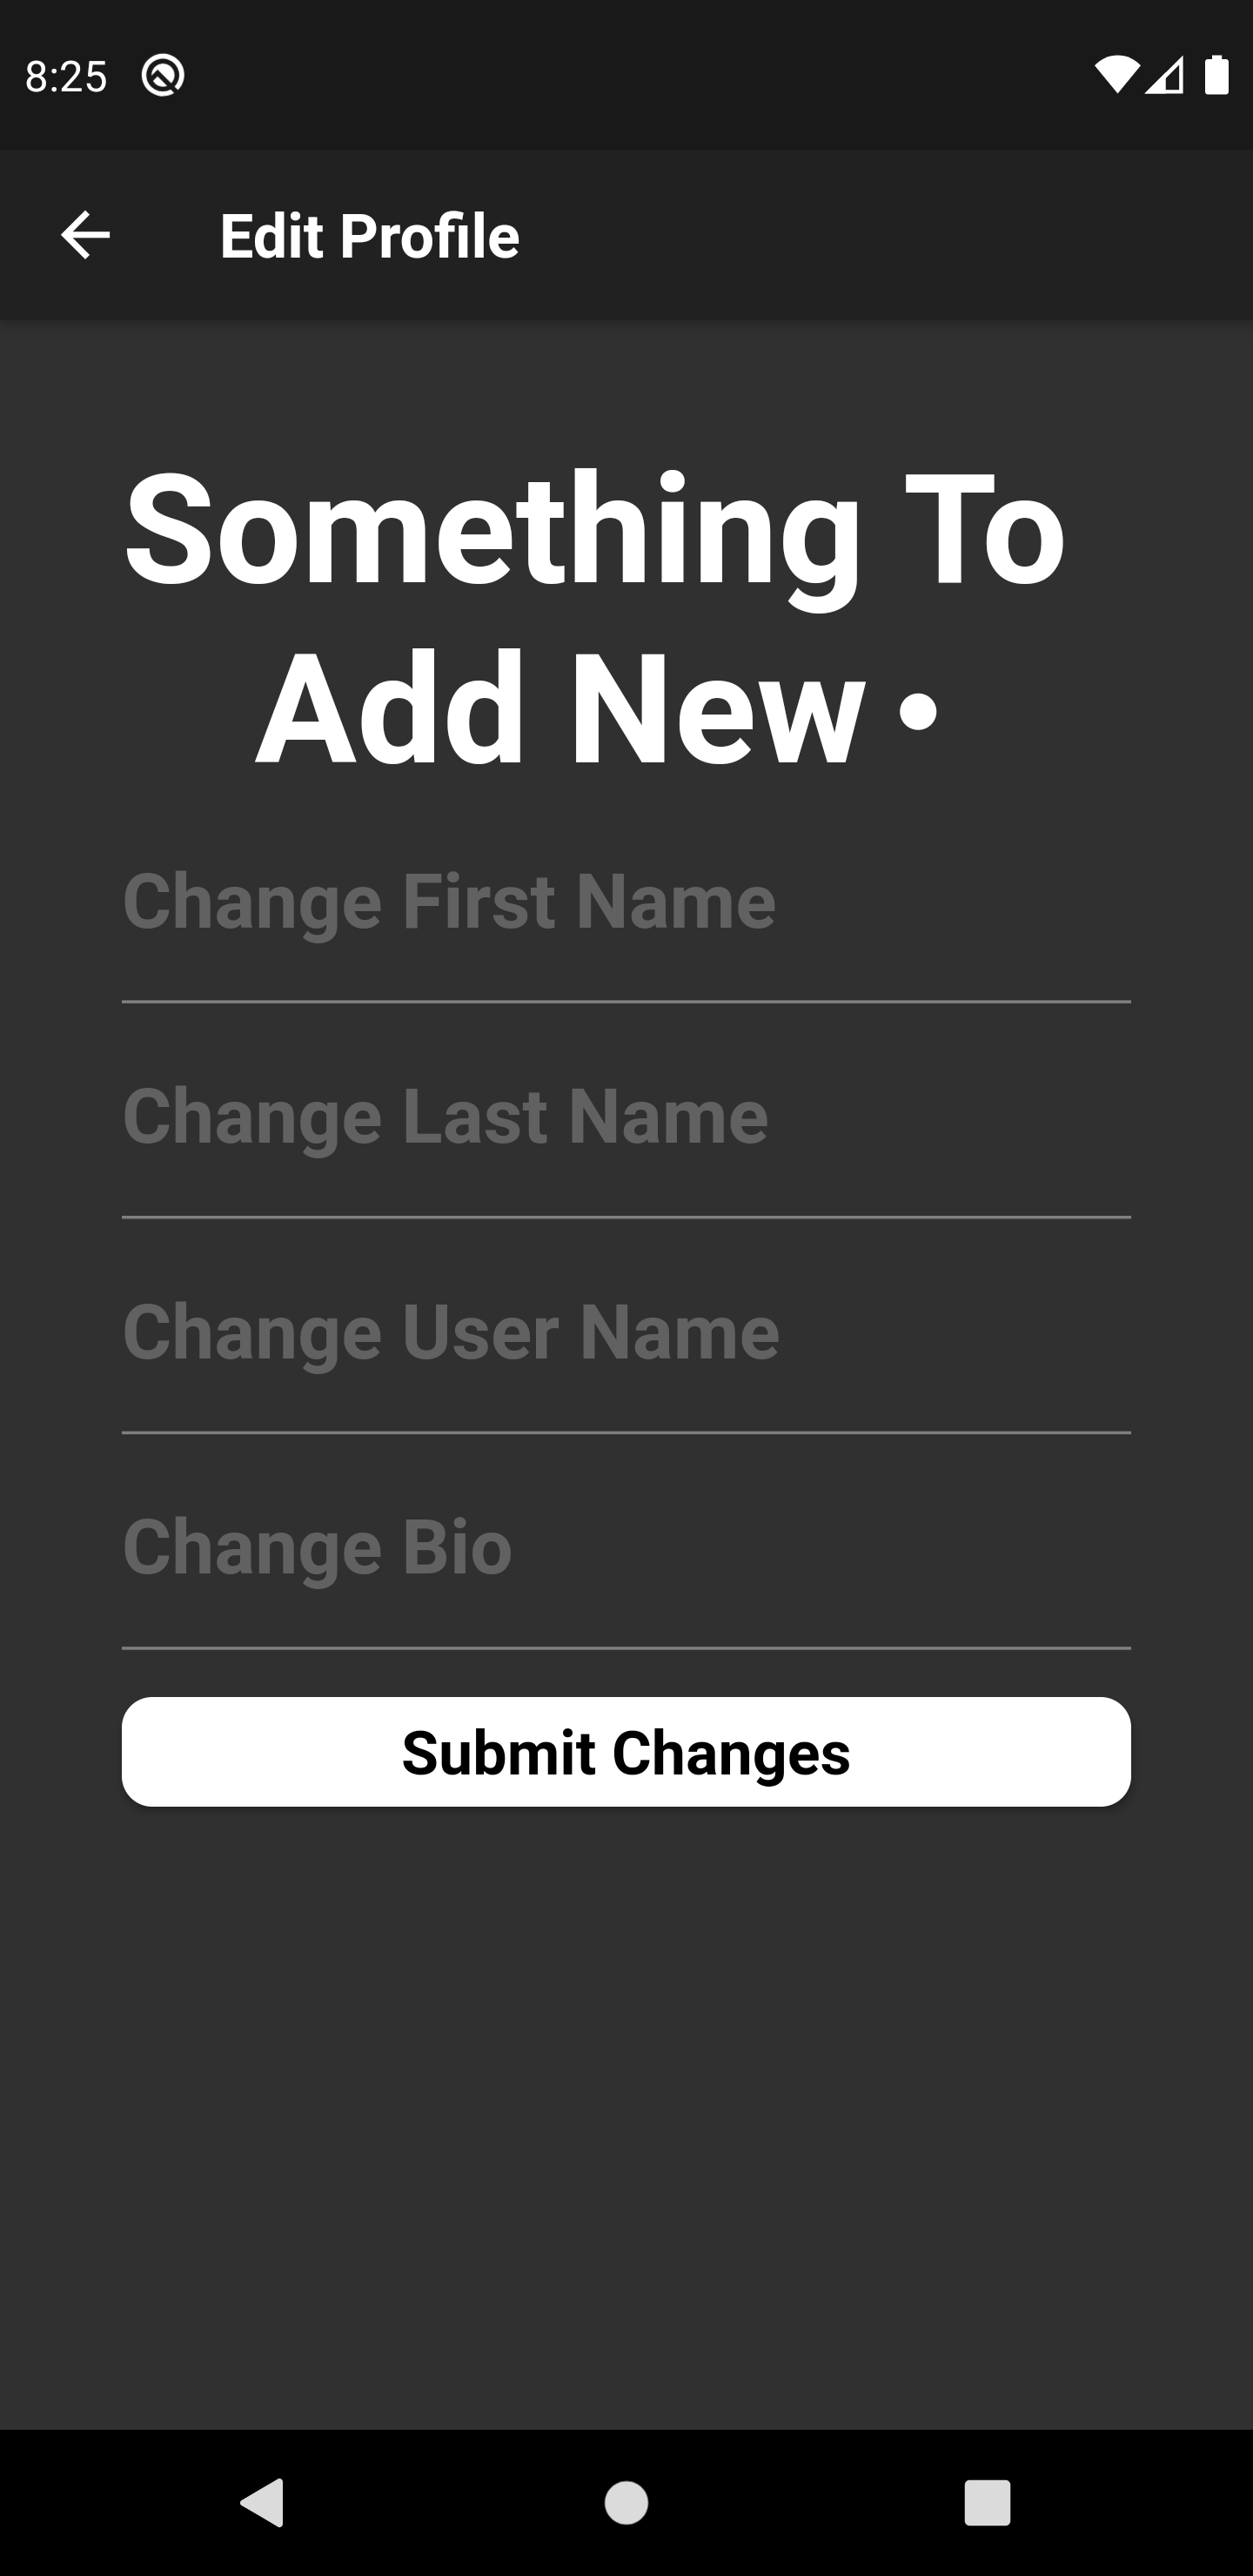 8:25
Edit Profile
Something To
Add New •
Change First Name
Change Last Name
Change User Name
Change Bio
Submit Changes